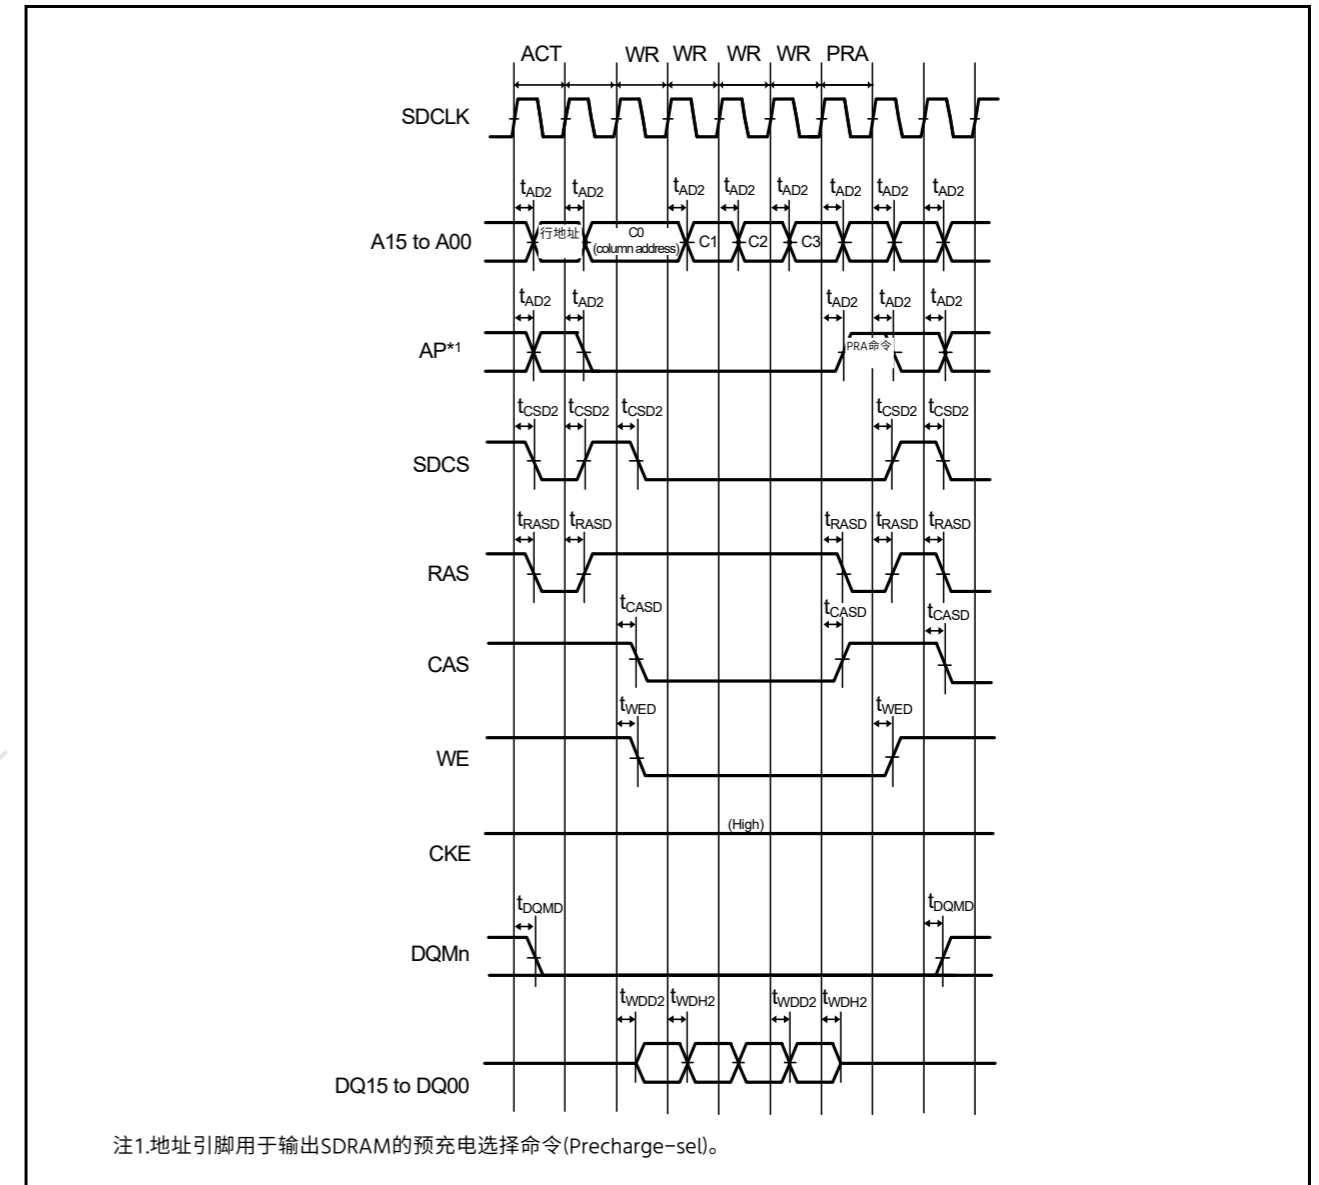 ACT WR WR WR WR PRA
SDCLK
tAD2 tAD2 tAD2 tAD2 tAD2 tAD2 tAD2 tAD2
A15 to A00
行地址 C0 (column address) C1 C2 C3
tAD2 tAD2 tAD2 tAD2 tAD2
AP*1
PRA命令
tCSD2 tCSD2 tCSD2 tCSD2 tCSD2
SDCS
tRASD tRASD tRASD tRASD tRASD
RAS
tCASD tCASD tCASD
CAS
tWED tWED
WE
(High)
CKE
tDQMD tDQMD
DQMn
tWDD2 tWDH2 tWDD2 tWDH2
DQ15 to DQ00
注1.地址引脚用于输出SDRAM的预充电选择命令(Precharge-sel)。